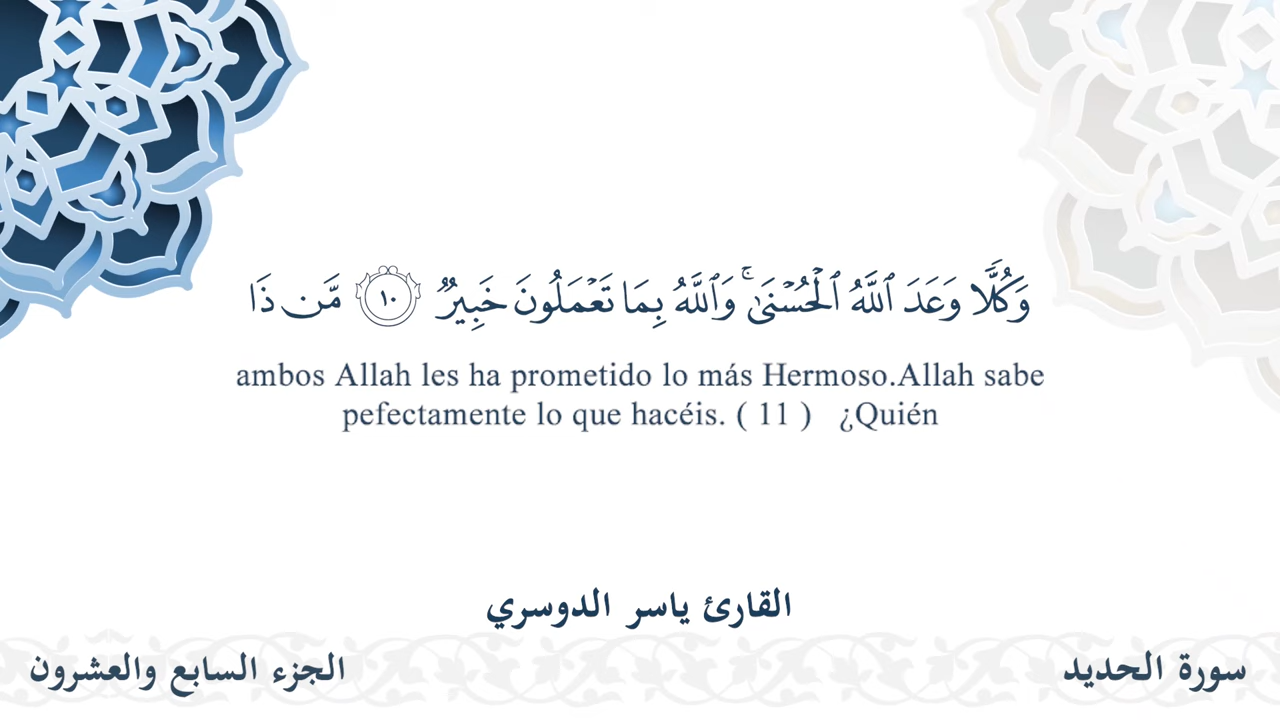 وَكُلًّا وَعَدَ ٱللَّهُ ٱلْحُسْنَىٰ ۚ وَٱللَّهُ بِمَا تَعْمَلُونَ خَبِيرٌ ١٠ مَّن ذَا
ambos Allah les ha prometido lo más Hermoso.Allah sabe
pefectamente lo que hacéis. ( 11 ) ¿Quién
القارئ ياسر الدوسري
سورة الحديد
الجزء السابع والعشرون